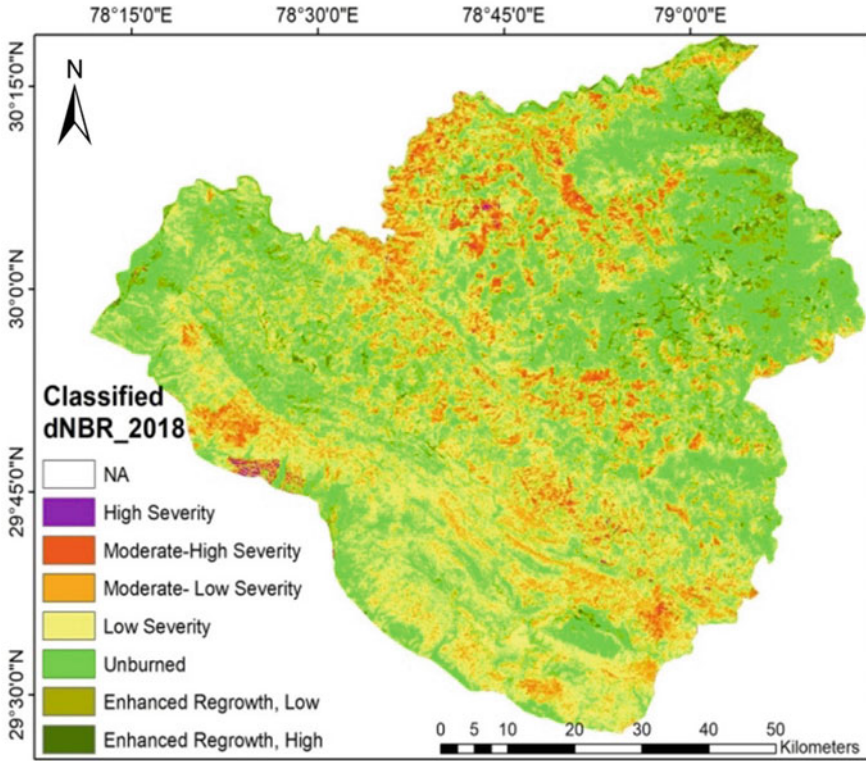 78°15'0"E 78°30'0"E 78°45'0"E 79°0'0"E
30°15'0"N
30°0'0"N
29°45'0"N
29°30'0"N
N
Classified
dNBR_2018
NA
High Severity
Moderate-High Severity
Moderate- Low Severity
Low Severity
Unburned
Enhanced Regrowth, Low
Enhanced Regrowth, High
0 5 10 20 30 40 50
Kilometers